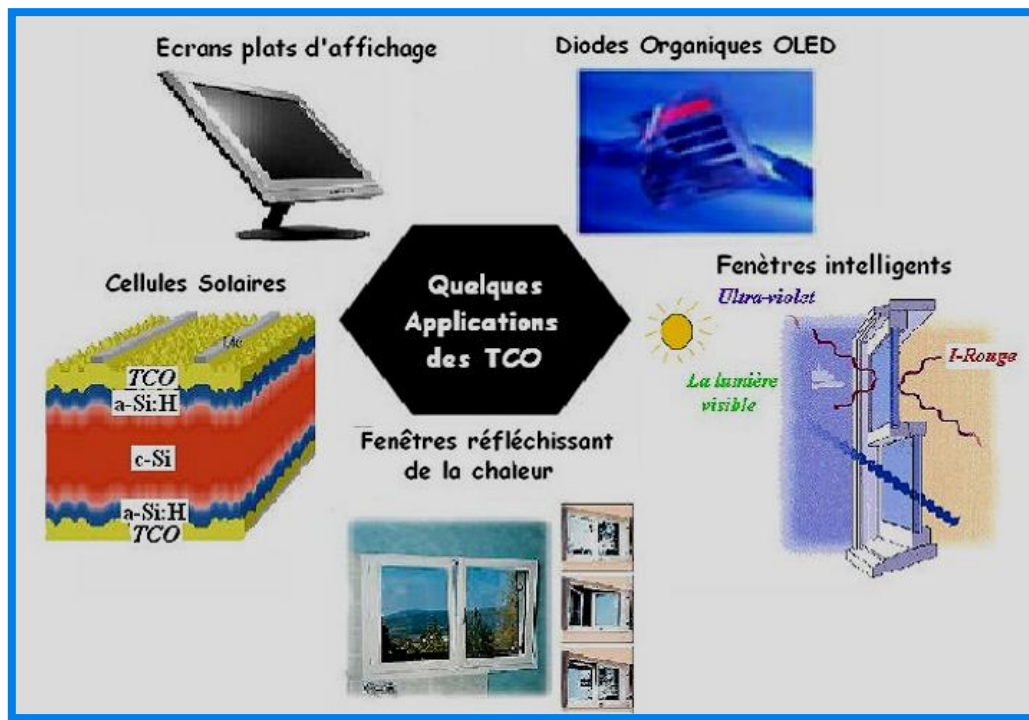 Ecrans plats d'affichage
Diodes Organiques OLED
Cellules Solaires
Quelques
Applications
des TCO
Fenètres intelligents
Ultra-violet
I-Rouge
La lumière
visible
TCO
a-Si:H
c-Si
a-Si:H
TCO
Fenêtres réfléchissant
de la chaleur